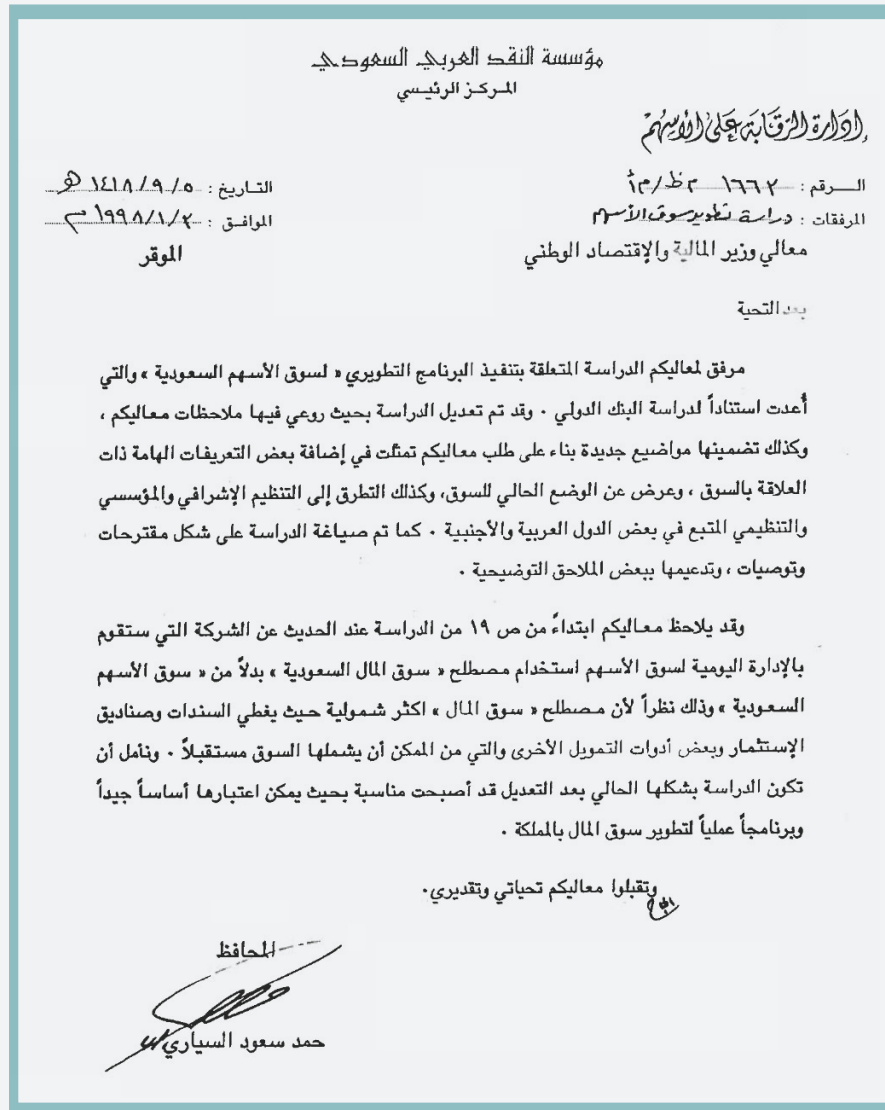 مؤسسة النقد العربي السعودي
المركز الرئيسي
إدارة الرقابة على الأسهم
الـــرقم : ١٦٦٢ م ظ/م أ
التـاريخ : ١٤١٨/٩/٥ هـ
المرفقات : دراسة تطوير سوق الأسهم
الموافـق : ١٩٩٨/١/٢ م
معالي وزير المالية والإقتصاد الوطني
الموقر
بعد التحية
مرفق لمعاليكم الدراسة المتعلقة بتنفيذ البرنامج التطويري « لسوق الأسهم السعودية » والتي
أُعدت استناداً لدراسة البنك الدولي ٠ وقد تم تعديل الدراسة بحيث روعي فيها ملاحظات معاليكم ،
وكذلك تضمينها مواضيع جديدة بناء على طلب معاليكم تمثلت في إضافة بعض التعريفات الهامة ذات
العلاقة بالسوق ، وعرض عن الوضع الحالي للسوق، وكذلك التطرق إلى التنظيم الإشرافي والمؤسسي
والتنظيمي المتبع في بعض الدول العربية والأجنبية ٠ كما تم صياغة الدراسة على شكل مقترحات
وتوصيات ، وتدعيمها ببعض الملاحق التوضيحية ٠
وقد يلاحظ معاليكم ابتداءً من ص ١٩ من الدراسة عند الحديث عن الشركة التي ستقوم
بالإدارة اليومية لسوق الأسهم استخدام مصطلح « سوق المال السعودية » بدلاً من « سوق الأسهم
السعودية » وذلك نظراً لأن مصطلح « سوق المال » اكثر شمولية حيث يغطي السندات وصناديق
الإستثمار وبعض أدوات التمويل الأخرى والتي من الممكن أن يشملها السوق مستقبلاً ٠ ونأمل أن
تكون الدراسة بشكلها الحالي بعد التعديل قد أصبحت مناسبة بحيث يمكن اعتبارها أساساً جيداً
وبرنامجاً عملياً لتطوير سوق المال بالمملكة ٠
وتقبلوا معاليكم تحياتي وتقديري٠
المحافظ
حمد سعود السياري